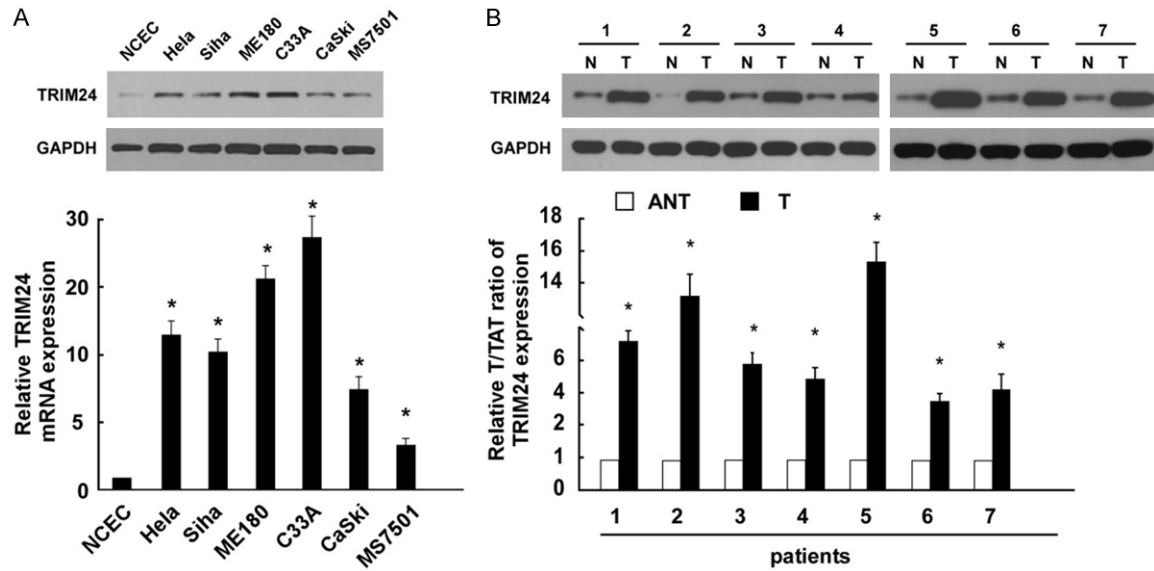 A
NCEC Hela Siha ME180 C33A CaSki MS7501
TRIM24
GAPDH
Relative TRIM24
mRNA expression
30
20
10
5
0
* * * * * *
NCEC Hela Siha ME180 C33A CaSki MS7501
B
1 2 3 4 5 6 7
N T N T N T N T N T N T N T
TRIM24
GAPDH
ANT T
Relative T/TAT ratio of
TRIM24 expression
18
16
14
6
4
2
1
0
* * * * * * *
1 2 3 4 5 6 7
patients